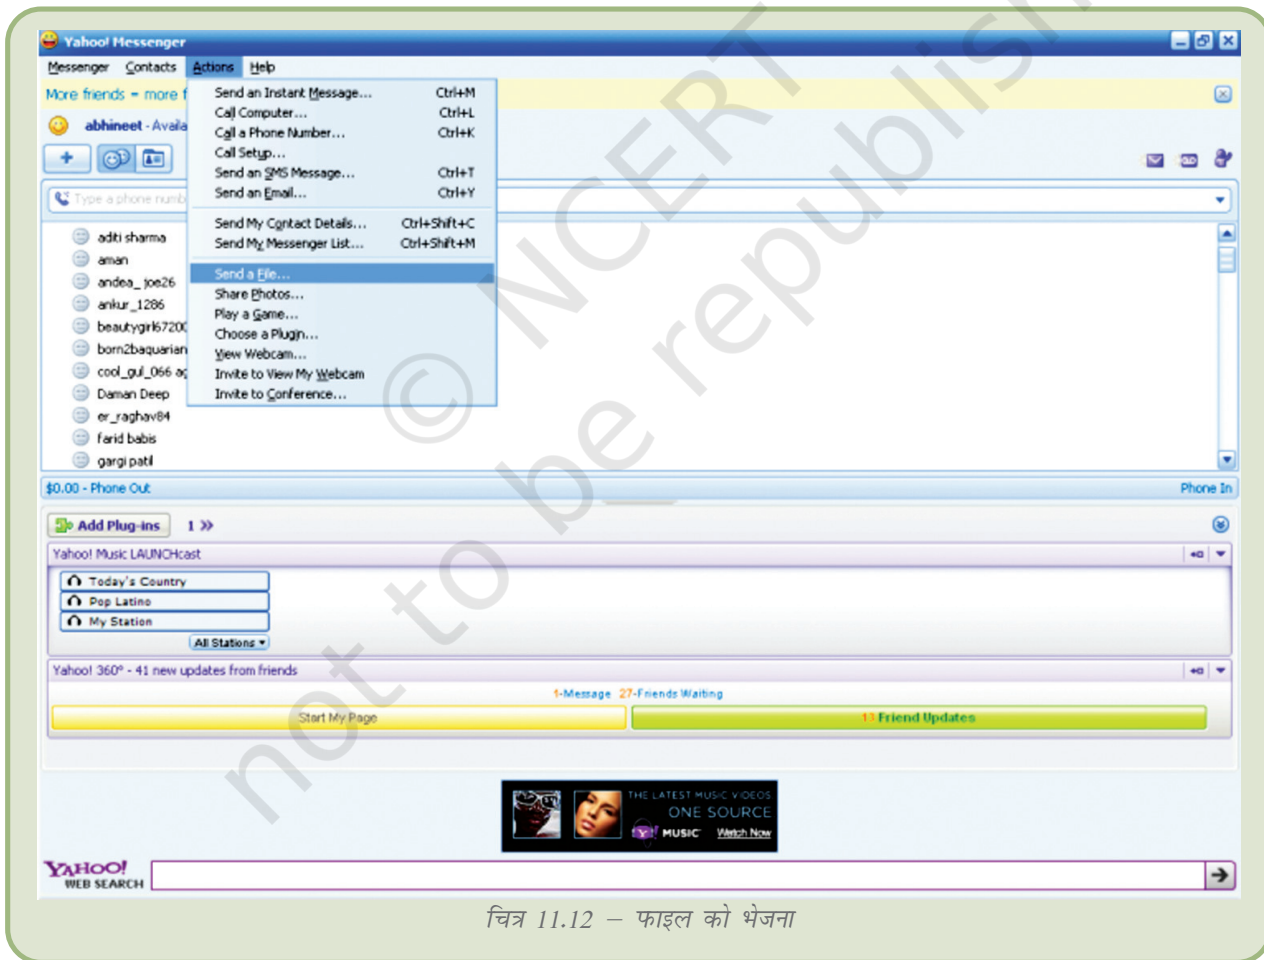 Yahoo! Messenger
Messenger Contacts Actions Help
More friends = more f
abhineet - Availa
Type a phone numb
Send an Instant Message... Ctrl+M
Call Computer... Ctrl+L
Call a Phone Number... Ctrl+K
Call Setup...
Send an SMS Message... Ctrl+T
Send an Email... Ctrl+Y
Send My Contact Details... Ctrl+Shift+C
Send My Messenger List... Ctrl+Shift+M
Send a File...
Share Photos...
Play a Game...
Choose a Plugin...
View Webcam...
Invite to View My Webcam
Invite to Conference...
aditi sharma
aman
andea_ joe26
ankur_1286
beautygirl67200
born2baquarian
cool_gul_066 ag
Daman Deep
er_raghav84
farid babis
gargi patil
$0.00 - Phone Out Phone In
Add Plug-ins 1 »
Yahoo! Music LAUNCHcast
Today's Country
Pop Latino
My Station
All Stations
Yahoo! 360° - 41 new updates from friends
1-Message 27-Friends Waiting
Start My Page 13 Friend Updates
THE LATEST MUSIC VIDEOS
ONE SOURCE
Y! MUSIC Watch Now
YAHOO!
WEB SEARCH
चित्र 11.12 – फाइल को भेजना
© NCERT
not to be republish